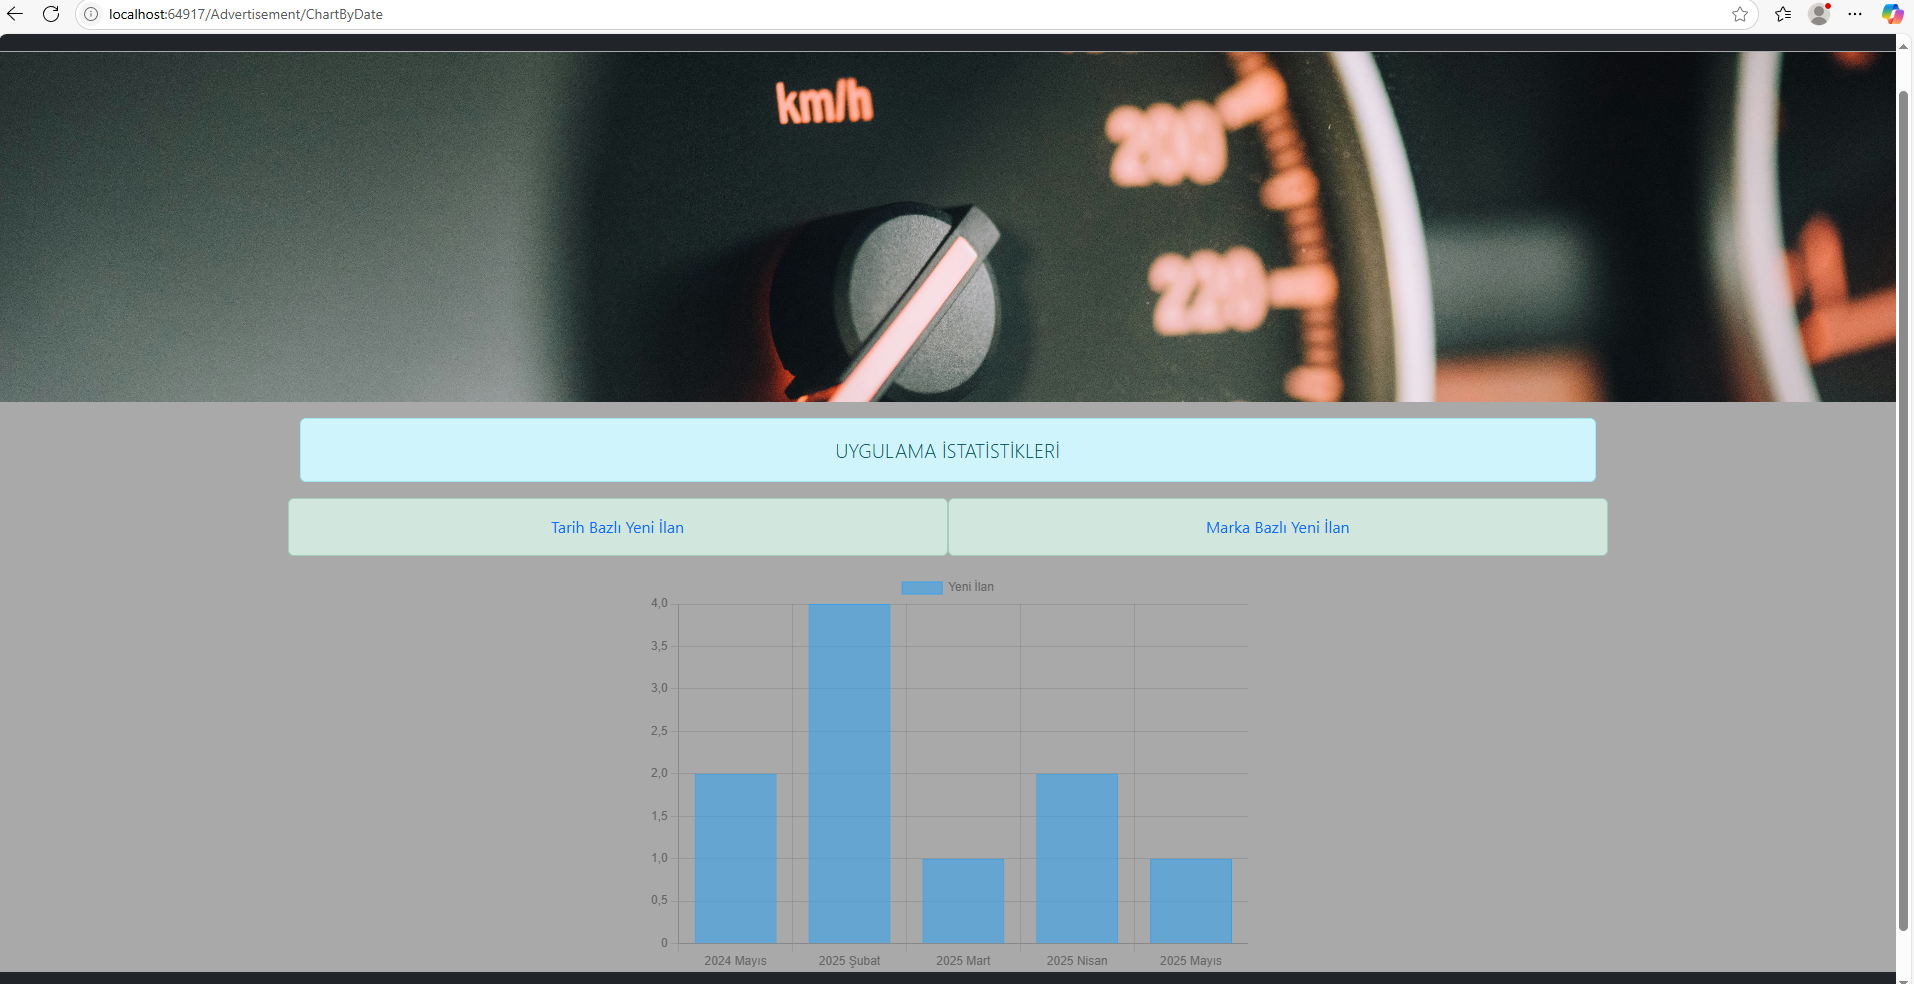 localhost:64917/Advertisement/ChartByDate
km/h
200
220
UYGULAMA İSTATİSTİKLERİ
Tarih Bazlı Yeni İlan
Marka Bazlı Yeni İlan
Yeni İlan
4,0
3,5
3,0
2,5
2,0
1,5
1,0
0,5
0
2024 Mayıs 2025 Şubat 2025 Mart 2025 Nisan 2025 Mayıs